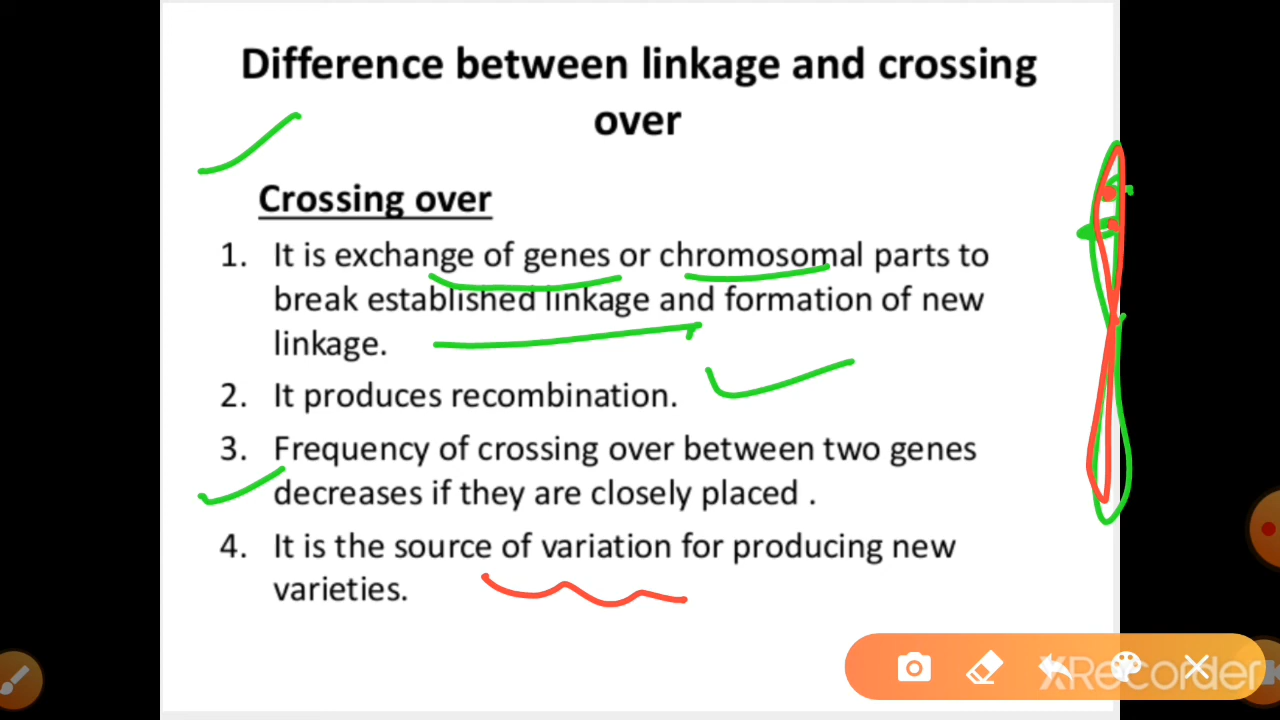 Difference between linkage and crossing
over
Crossing over
1. It is exchange of genes or chromosomal parts to
break established linkage and formation of new
linkage.
2. It produces recombination.
3. Frequency of crossing over between two genes
decreases if they are closely placed .
4. It is the source of variation for producing new
varieties.
XRecorder